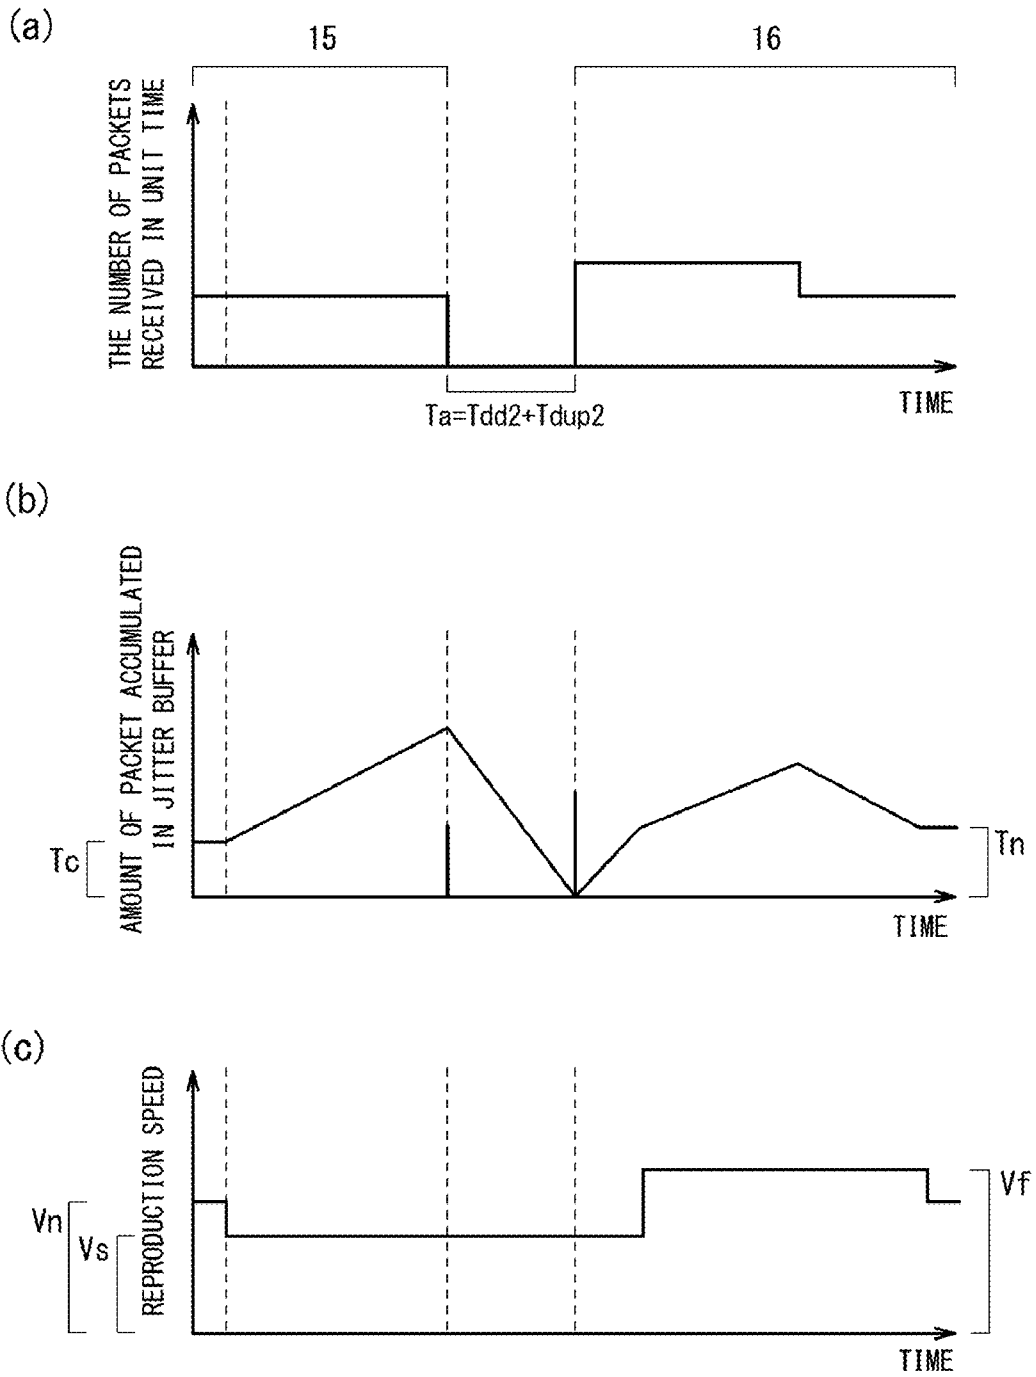 (a)
15
16
THE NUMBER OF PACKETS
RECEIVED IN UNIT TIME
TIME
Ta=Tdd2+Tdup2
(b)
AMOUNT OF PACKET ACCUMULATED
IN JITTER BUFFER
Tc
Tn
TIME
(c)
REPRODUCTION SPEED
Vn
Vs
Vf
TIME